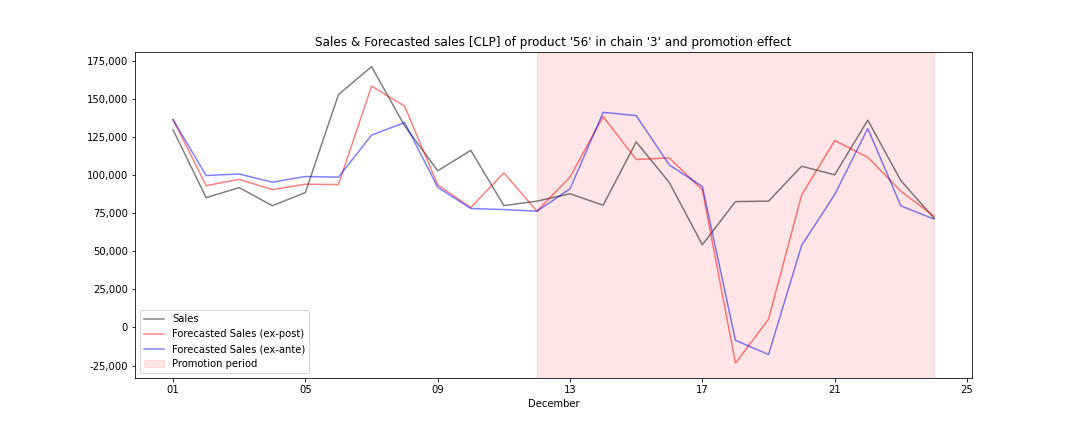 Sales & Forecasted sales [CLP] of product '56' in chain '3' and promotion effect
175,000
150,000
125,000
100,000
75,000
50,000
25,000
0
-25,000
Sales
Forecasted Sales (ex-post)
Forecasted Sales (ex-ante)
Promotion period
01 05 09 13 17 21 25
December